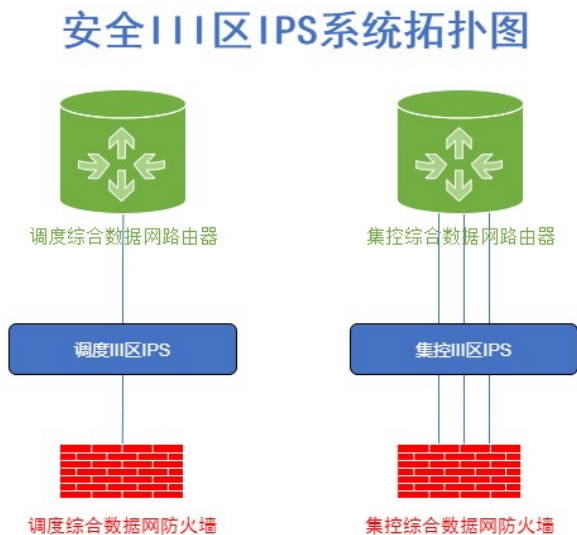 安全III区IPS系统拓扑图
调度综合数据网路由器
集控综合数据网路由器
调度III区IPS
集控III区IPS
调度综合数据网防火墙
集控综合数据网防火墙